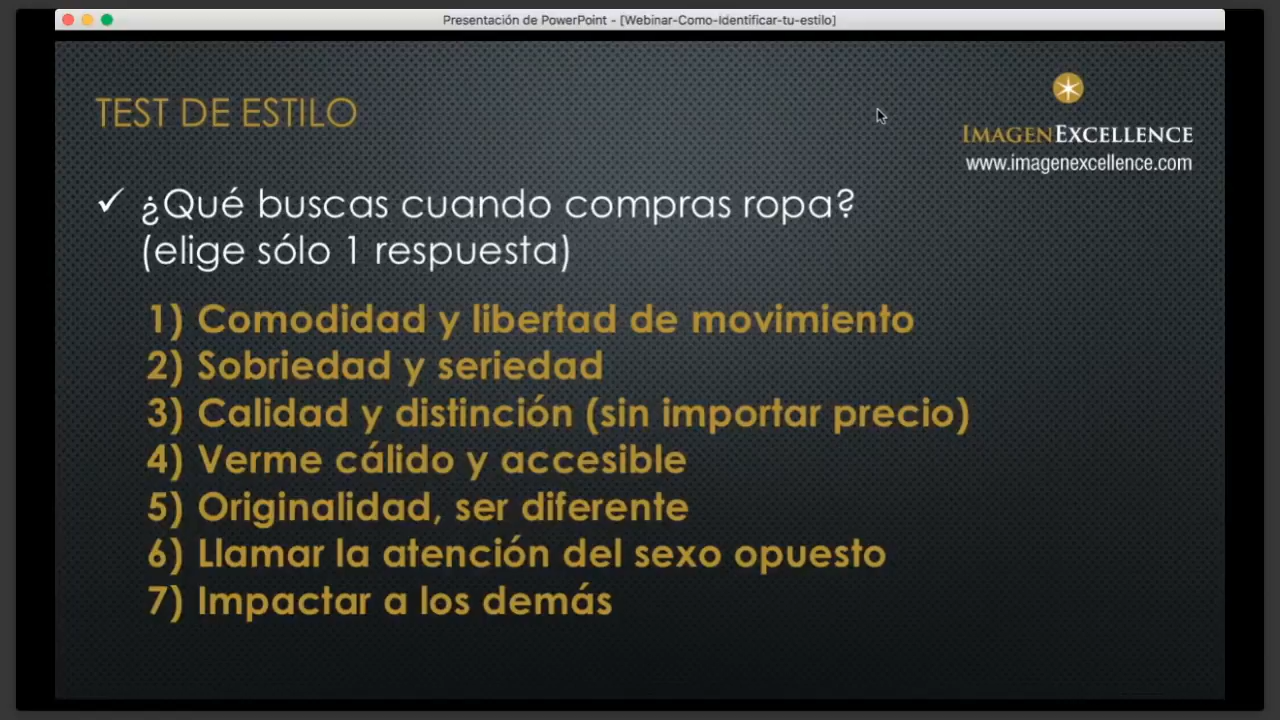 Presentación de PowerPoint - [Webinar-Como-Identificar-tu-estilo]
TEST DE ESTILO
IMAGENEXCELLENCE
www.imagenexcellence.com
✓ ¿Qué buscas cuando compras ropa?
(elige sólo 1 respuesta)
1) Comodidad y libertad de movimiento
2) Sobriedad y seriedad
3) Calidad y distinción (sin importar precio)
4) Verme cálido y accesible
5) Originalidad, ser diferente
6) Llamar la atención del sexo opuesto
7) Impactar a los demás